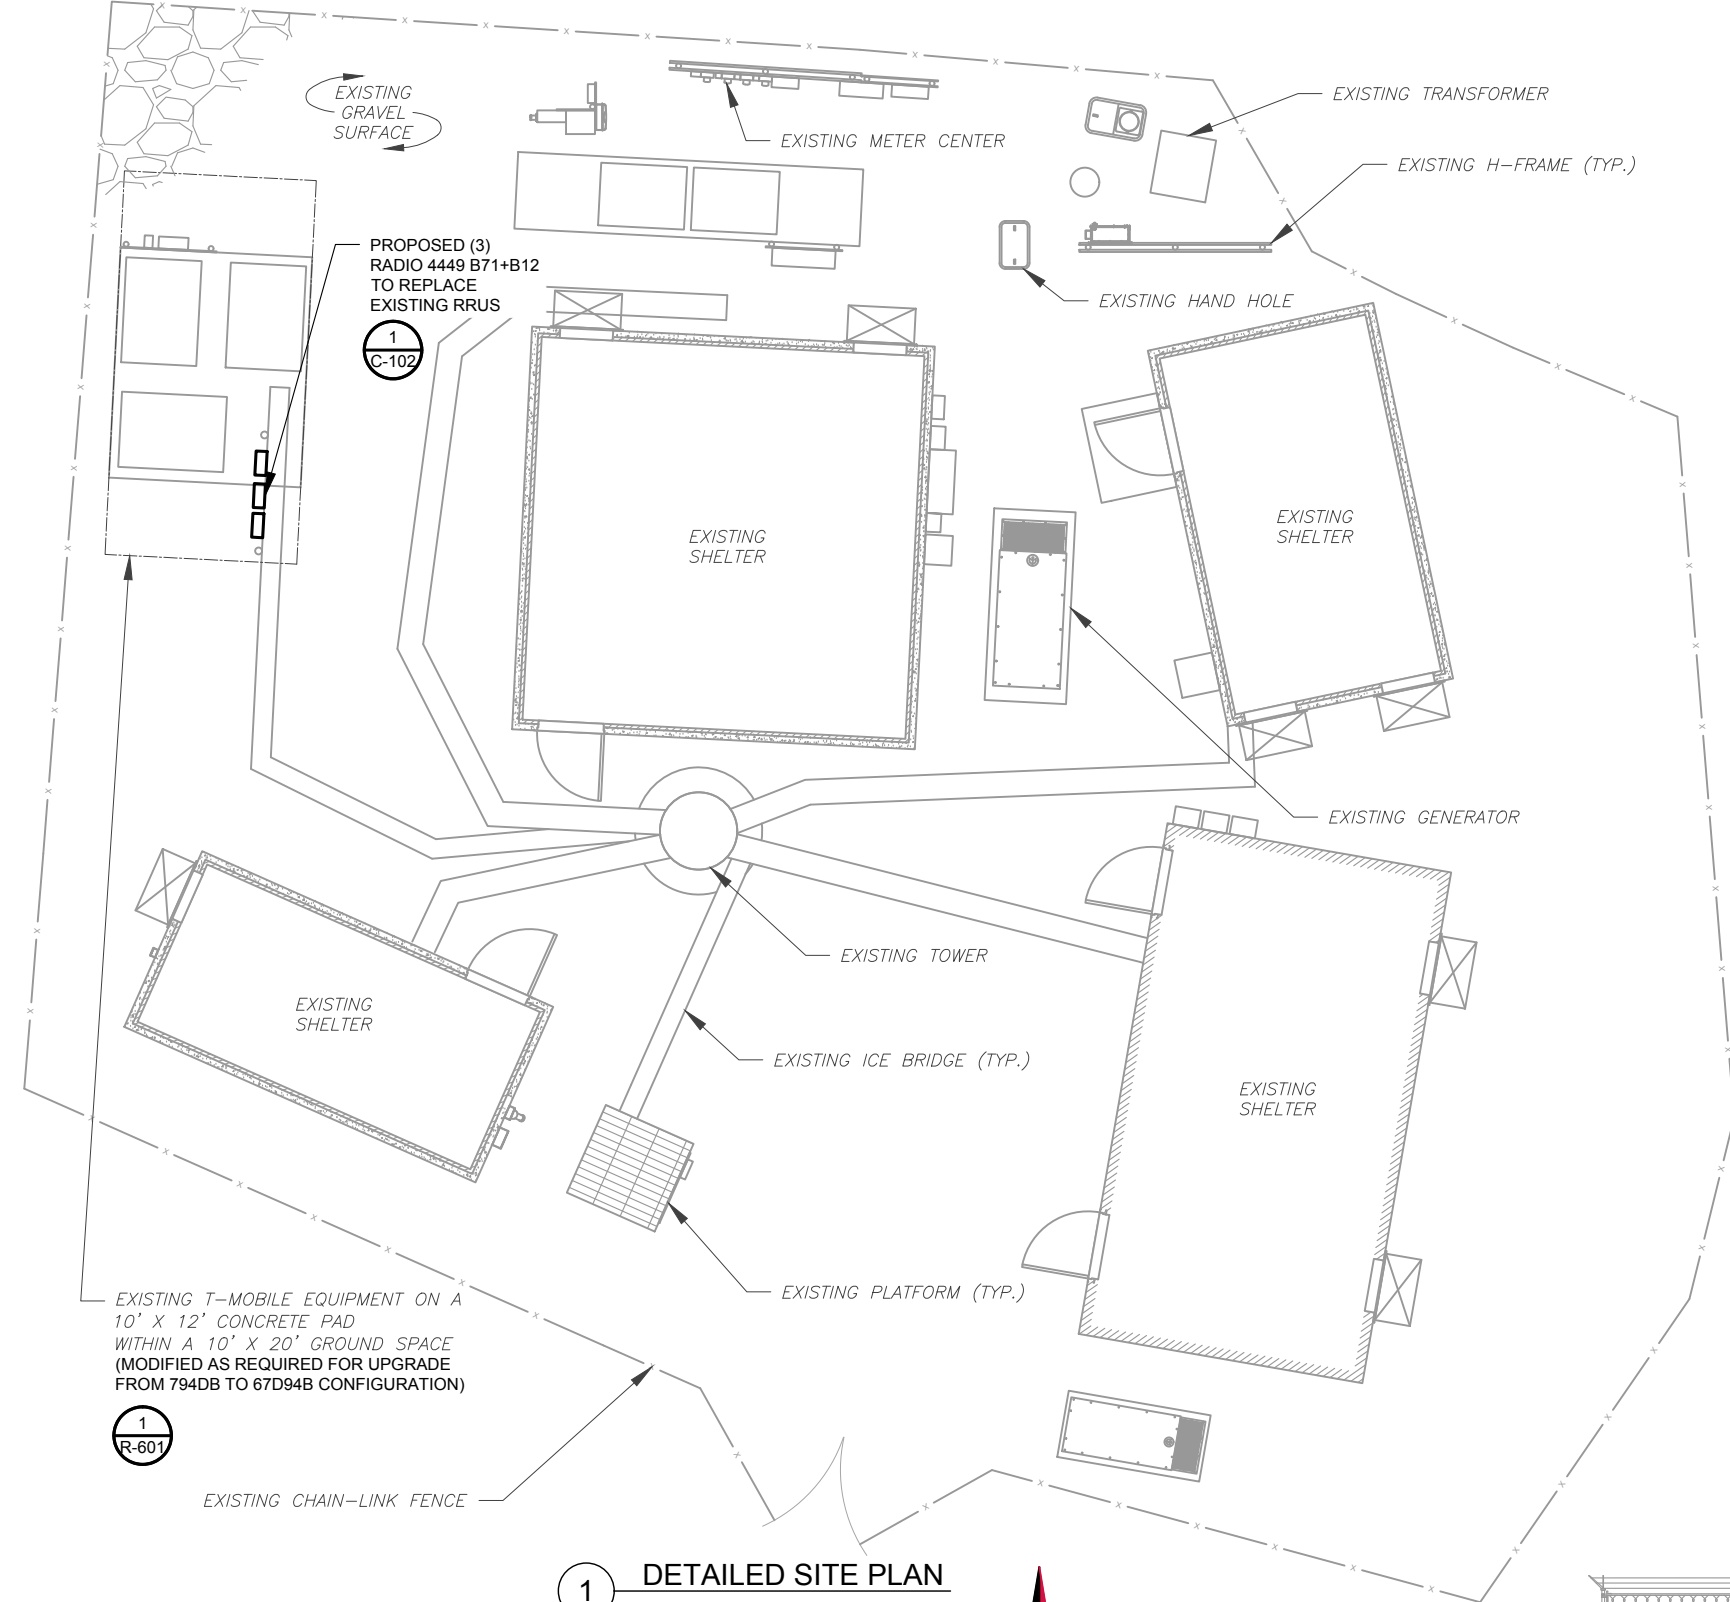 EXISTING
GRAVEL
SURFACE
EXISTING METER CENTER
EXISTING TRANSFORMER
EXISTING H-FRAME (TYP.)
PROPOSED (3)
RADIO 4449 B71+B12
TO REPLACE
EXISTING RRUS
1
C-102
EXISTING HAND HOLE
EXISTING
SHELTER
EXISTING
SHELTER
EXISTING GENERATOR
EXISTING TOWER
EXISTING
SHELTER
EXISTING ICE BRIDGE (TYP.)
EXISTING
SHELTER
EXISTING PLATFORM (TYP.)
EXISTING T-MOBILE EQUIPMENT ON A
10' X 12' CONCRETE PAD
WITHIN A 10' X 20' GROUND SPACE
(MODIFIED AS REQUIRED FOR UPGRADE
FROM 794DB TO 67D94B CONFIGURATION)
1
R-601
EXISTING CHAIN-LINK FENCE
1 DETAILED SITE PLAN